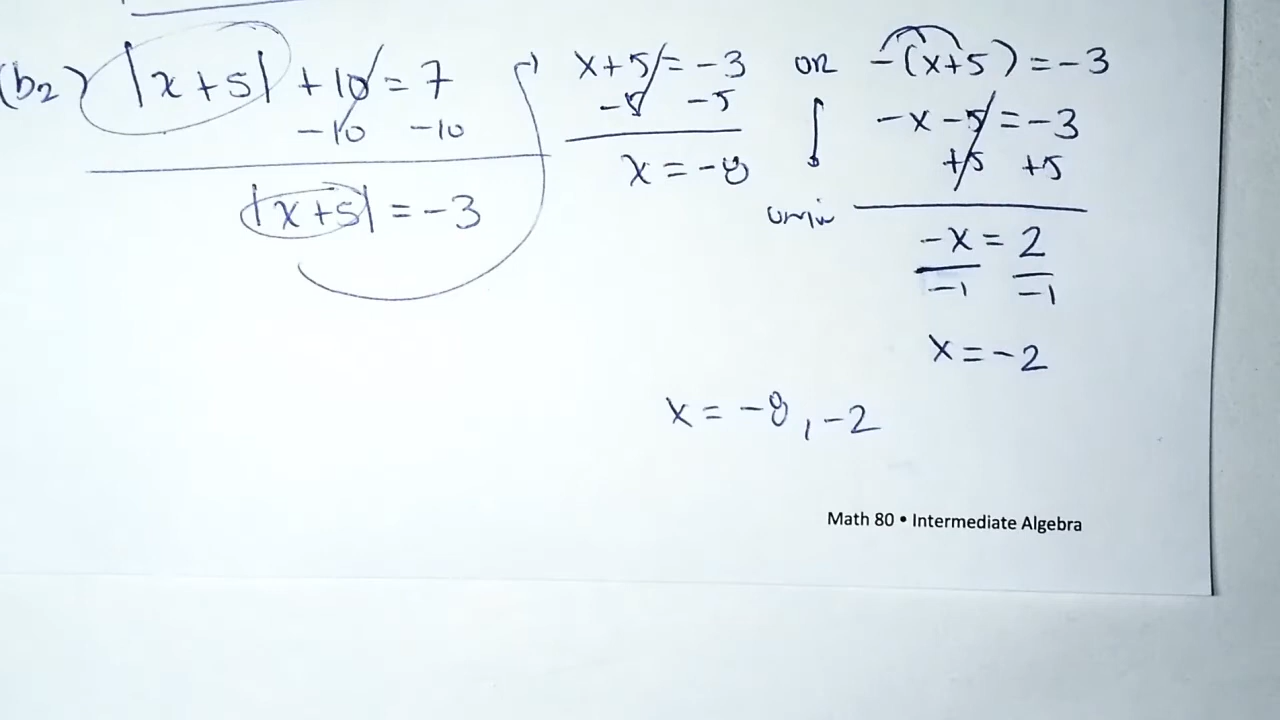 (b2) |x+5| +10 = 7
-10 -10
|x+5| = -3
x+5 = -3
-5 -5
x = -8
or
union
-(x+5) = -3
-x -5 = -3
+5 +5
-x = 2
-1 -1
x = -2
x = -8, -2
Math 80 • Intermediate Algebra